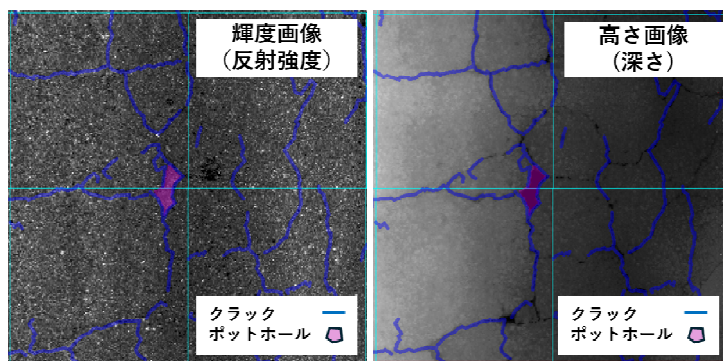 輝度画像
(反射強度)
クラック
ポットホール
高さ画像
(深さ)
クラック
ポットホール